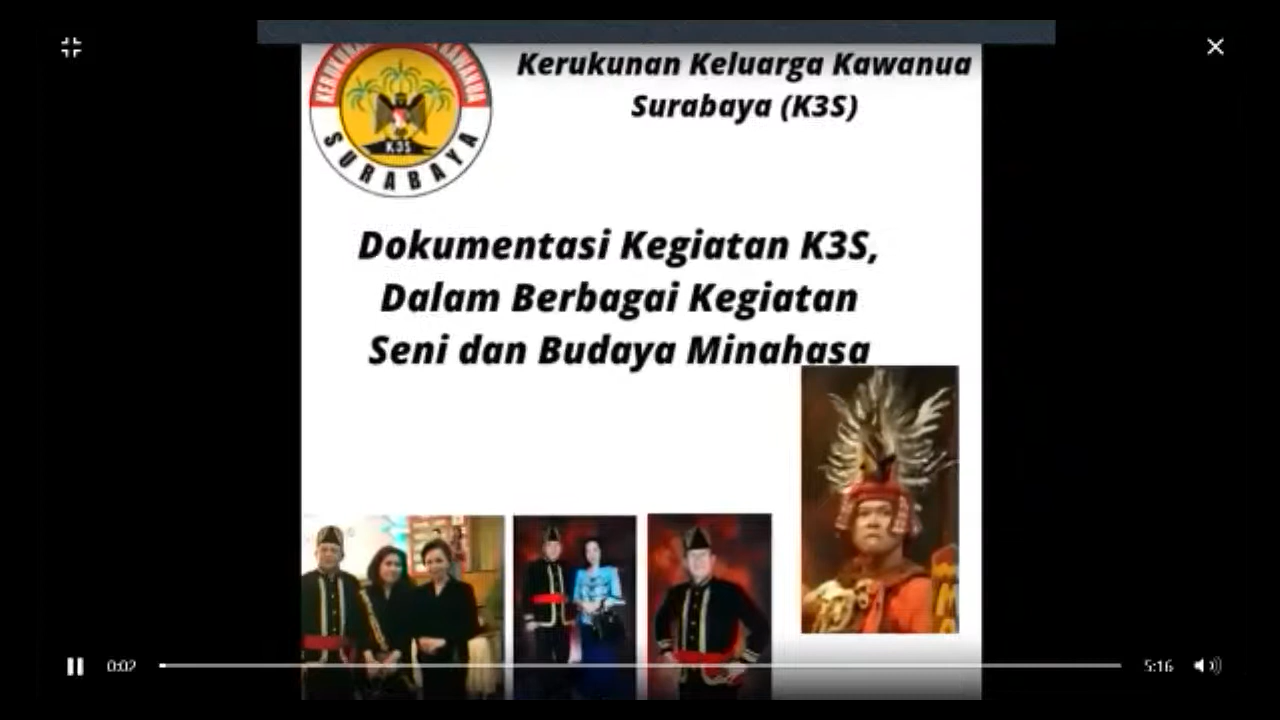 Kerukunan Keluarga Kawanua
Surabaya (K3S)
KAWANUA
K3S
SURABAYA
Dokumentasi Kegiatan K3S,
Dalam Berbagai Kegiatan
Seni dan Budaya Minahasa
0:02
5:16